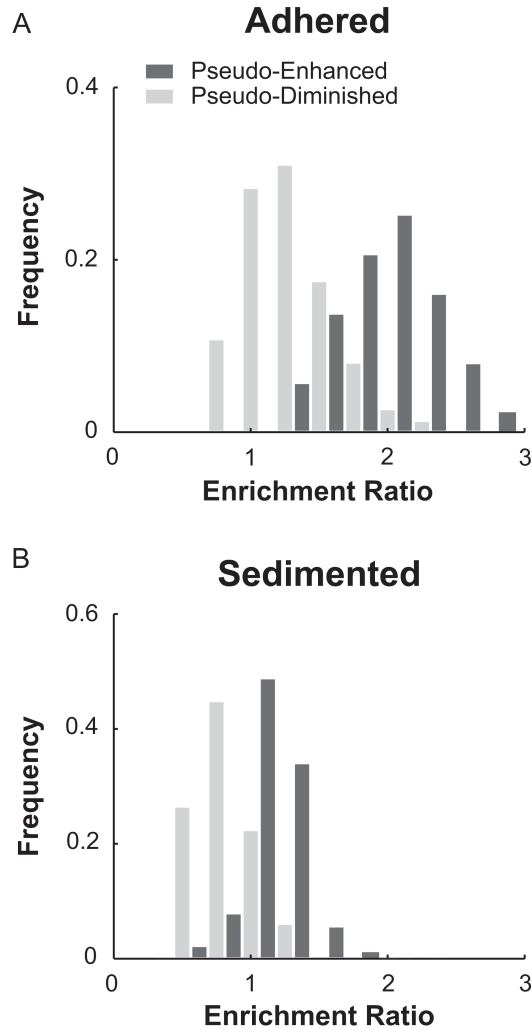 A
Adhered
Pseudo-Enhanced
Pseudo-Diminished
0.4
0.2
0
Frequency
0 1 2 3
Enrichment Ratio
B
Sedimented
0.6
0.4
0.2
0
Frequency
0 1 2 3
Enrichment Ratio